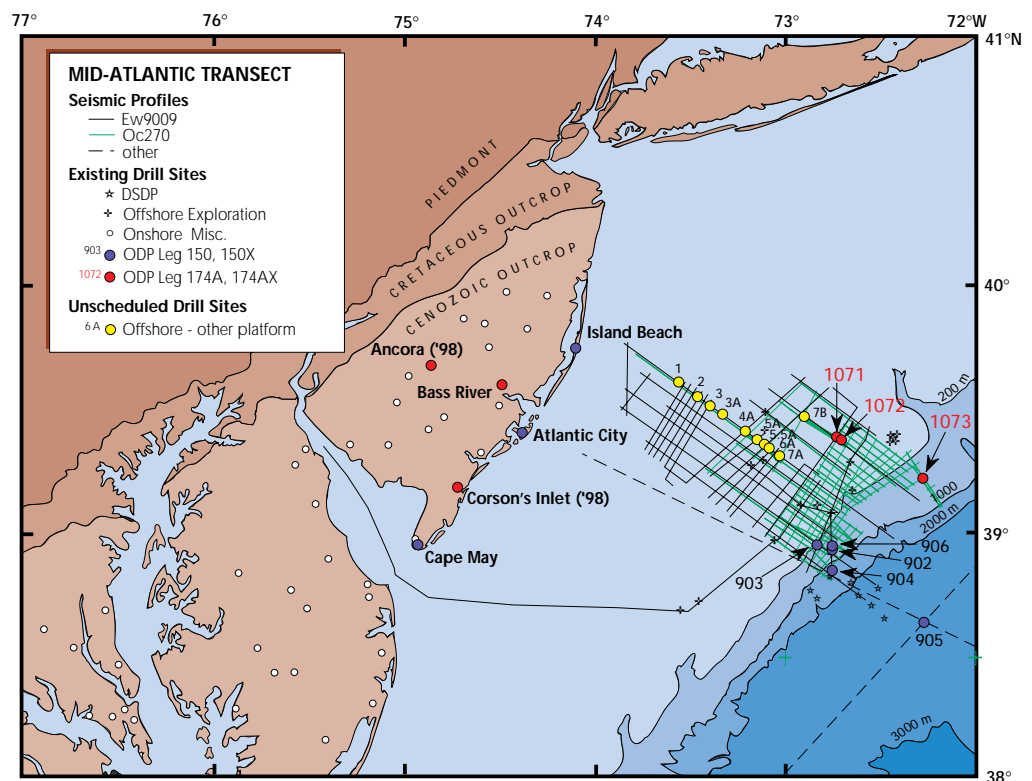 77°
76°
75°
74°
73°
72°W
41°N
MID-ATLANTIC TRANSECT
Seismic Profiles
Ew9009
Oc270
other
Existing Drill Sites
DSDP
Offshore Exploration
Onshore Misc.
903 ODP Leg 150, 150X
1072 ODP Leg 174A, 174AX
Unscheduled Drill Sites
6A Offshore - other platform
PIEDMONT
CRETACEOUS OUTCROP
CENOZOIC OUTCROP
40°
Island Beach
Ancora ('98)
Bass River
Atlantic City
Corson's Inlet ('98)
Cape May
1
2
3
3A
4A
5A
5.5A
6A
7A
7B
1071
1072
1073
200 m
1000
2000 m
39°
906
902
903
904
905
3000 m
38°